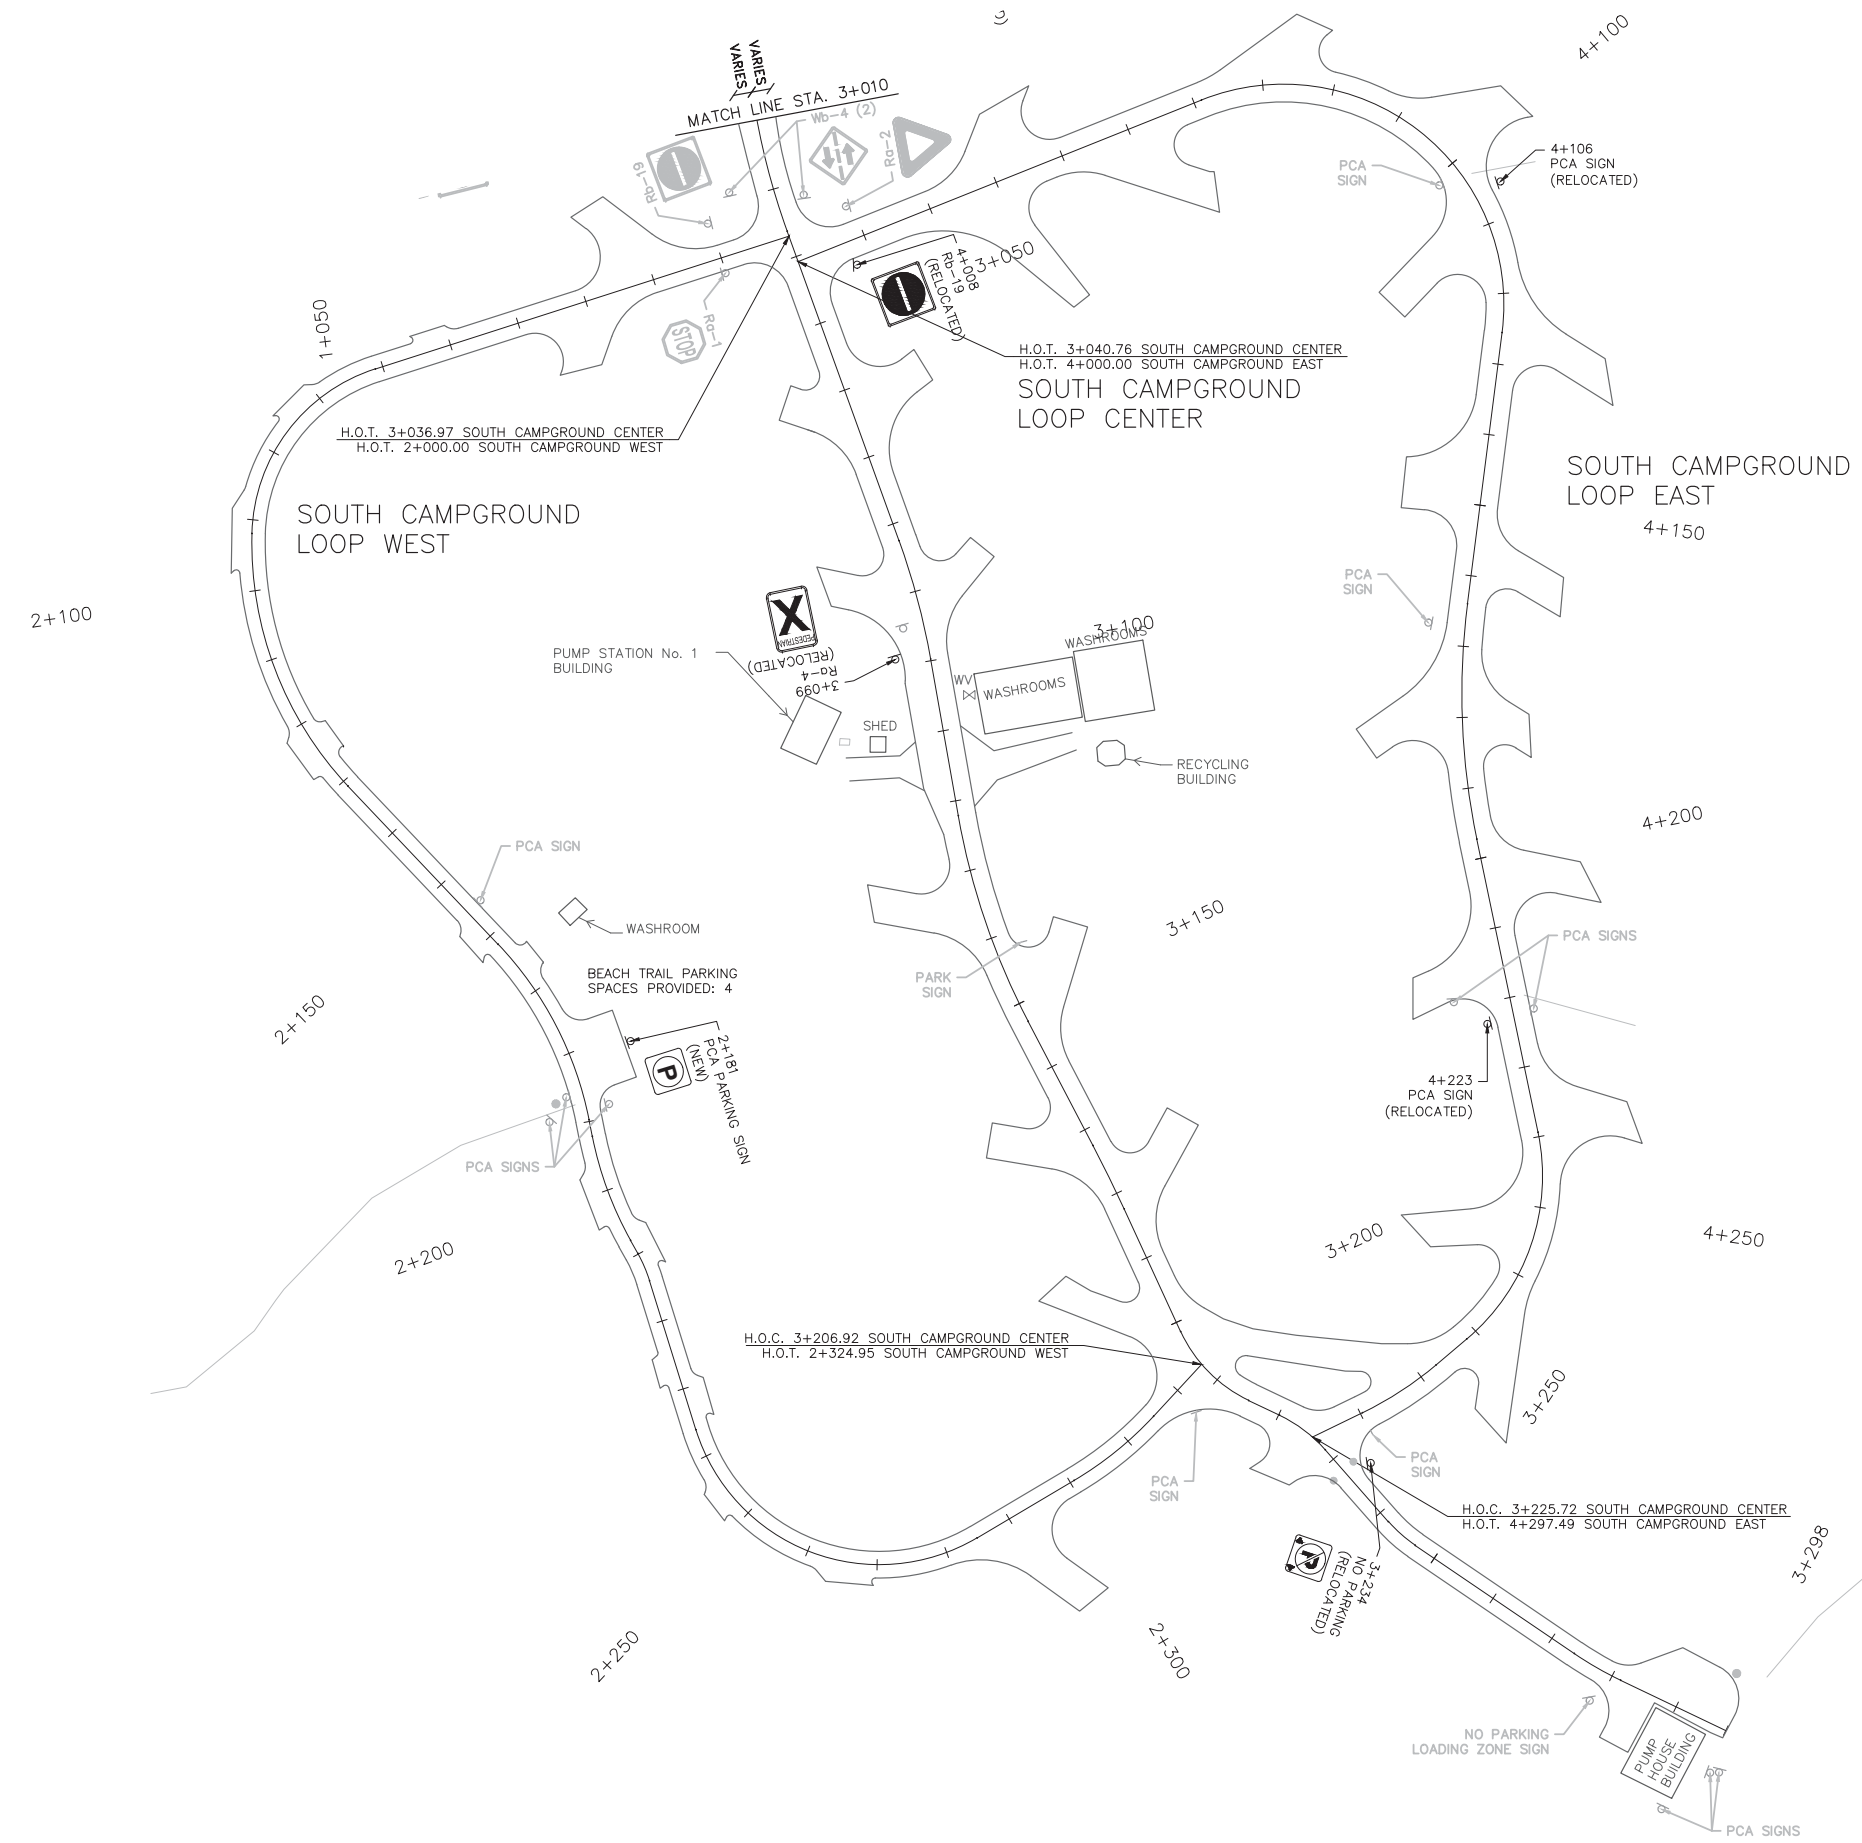 VARIES
VARIES
MATCH LINE STA. 3+010
Wb-4 (2)
Rb-19
Ra-2
4+100
4+106
PCA SIGN
(RELOCATED)
PCA
SIGN
4+008
Rb-19
(RELOCATED)
3+050
1+050
Ra-1
STOP
H.O.T. 3+040.76 SOUTH CAMPGROUND CENTER
H.O.T. 4+000.00 SOUTH CAMPGROUND EAST
SOUTH CAMPGROUND
LOOP CENTER
H.O.T. 3+036.97 SOUTH CAMPGROUND CENTER
H.O.T. 2+000.00 SOUTH CAMPGROUND WEST
SOUTH CAMPGROUND
LOOP WEST
SOUTH CAMPGROUND
LOOP EAST
4+150
PCA
SIGN
2+100
X
PEDESTRIAN
3+099
Ra-4
(RELOCATED)
PUMP STATION No. 1
BUILDING
3+100
WASHROOMS
WV
WASHROOMS
SHED
RECYCLING
BUILDING
4+200
PCA SIGN
WASHROOM
3+150
PCA SIGNS
BEACH TRAIL PARKING
SPACES PROVIDED: 4
PARK
SIGN
2+150
2+181
PCA PARKING SIGN
(NEW)
P
4+223
PCA SIGN
(RELOCATED)
PCA SIGNS
2+200
3+200
4+250
H.O.C. 3+206.92 SOUTH CAMPGROUND CENTER
H.O.T. 2+324.95 SOUTH CAMPGROUND WEST
3+250
PCA
SIGN
PCA
SIGN
H.O.C. 3+225.72 SOUTH CAMPGROUND CENTER
H.O.T. 4+297.49 SOUTH CAMPGROUND EAST
3+298
P
3+234
NO PARKING
(RELOCATED)
2+250
2+300
NO PARKING
LOADING ZONE SIGN
PUMP
HOUSE
BUILDING
PCA SIGNS